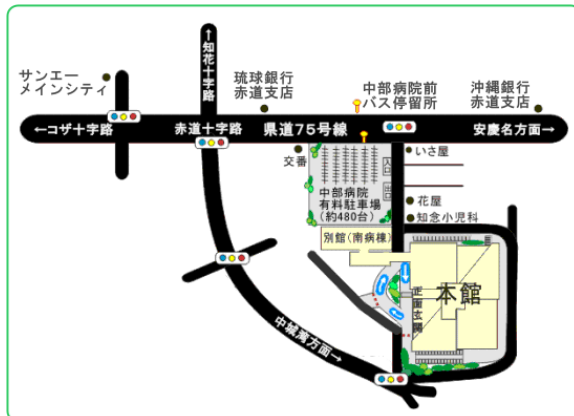 サンエー
メインシティ
↑知花十字路
琉球銀行
赤道支店
中部病院前
バス停留所
沖縄銀行
赤道支店
←コザ十字路
赤道十字路
県道75号線
安慶名方面→
交番
入口
いさ屋
中部病院
有料駐車場
(約480台)
出口
花屋
知念小児科
別館(南病棟)
本館
正面玄関
中城湾方面→